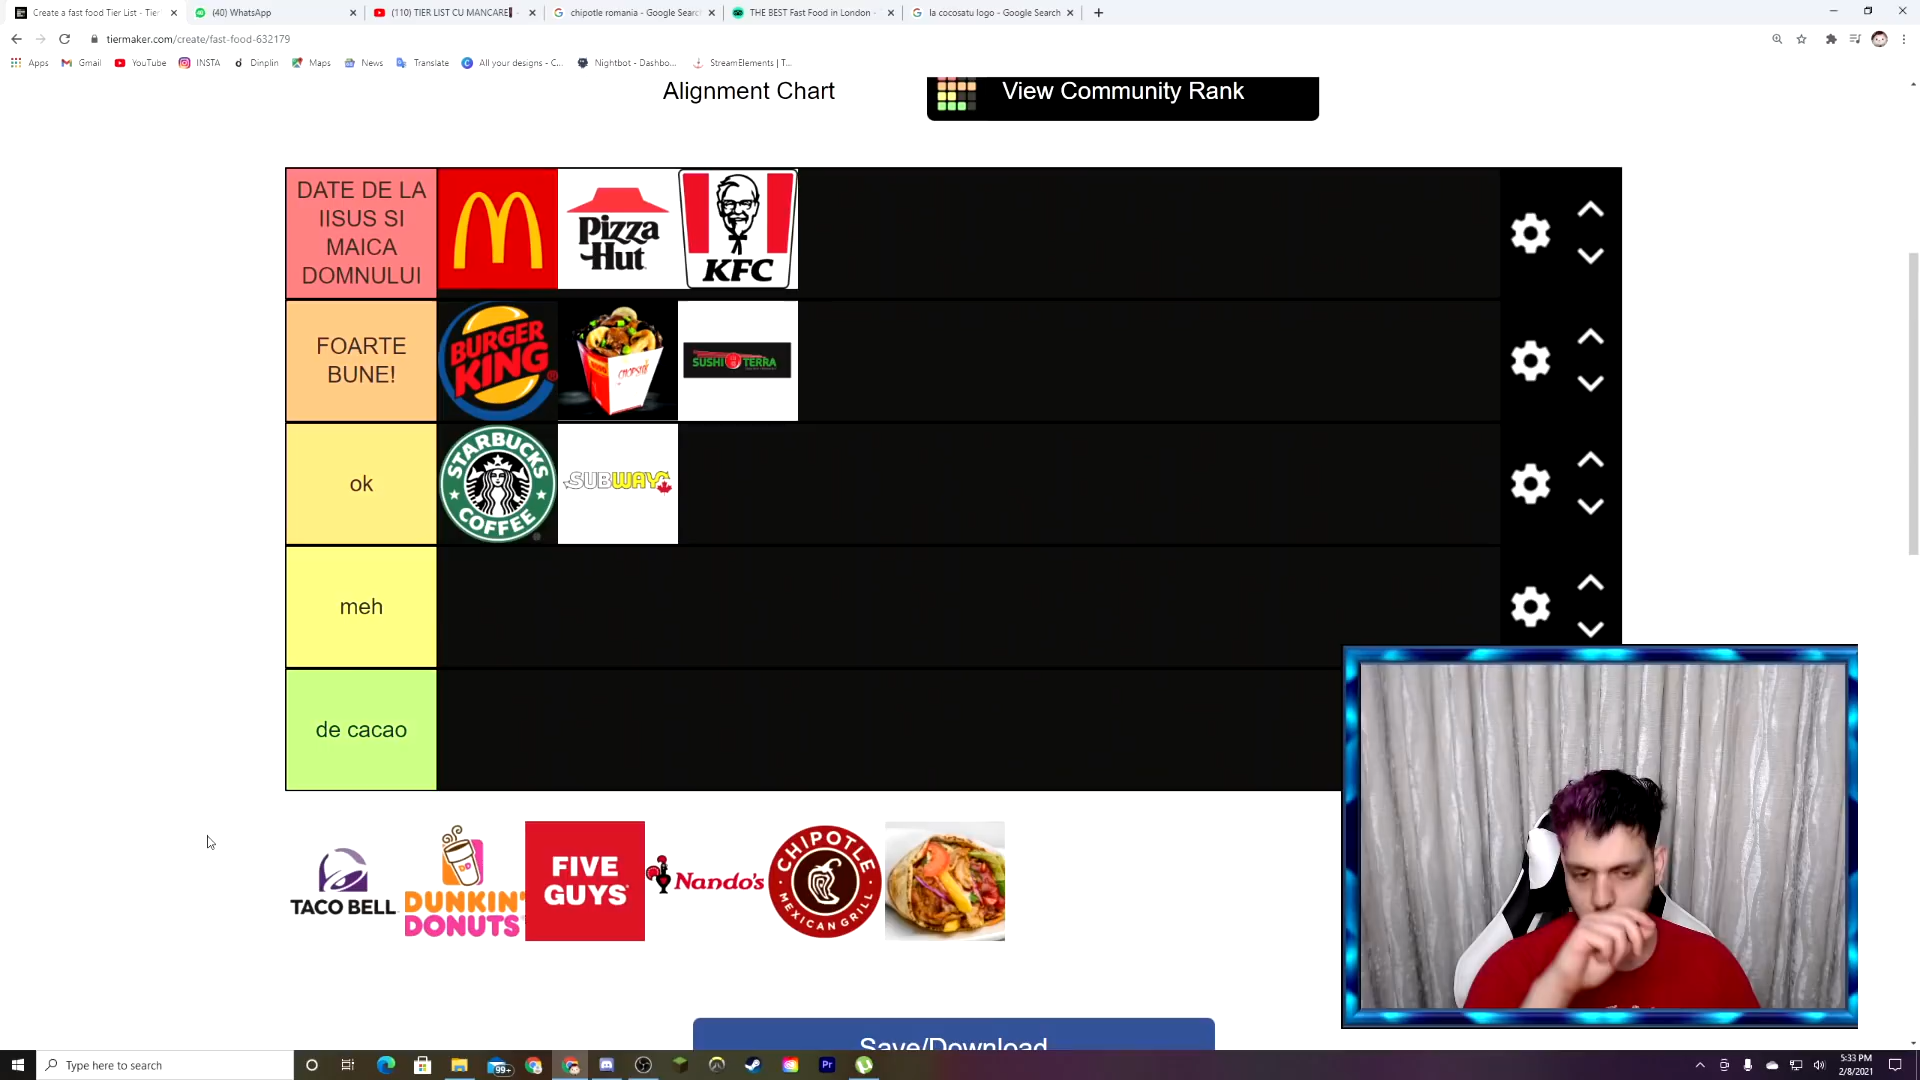 Create a fast food Tier List - Tier
(40) WhatsApp
(110) TIER LIST CU MANCARE
chipotle romania - Google Search
THE BEST Fast Food in London -
la cocosatu logo - Google Search
tiermaker.com/create/fast-food-632179
Apps
Gmail
YouTube
INSTA
Dinplin
Maps
News
Translate
All your designs - C...
Nightbot - Dashbo...
StreamElements | T...
Alignment Chart
View Community Rank
DATE DE LA
IISUS SI
MAICA
DOMNULUI
Pizza
Hut
KFC
FOARTE
BUNE!
BURGER
KING
SUSHI TERRA
ok
STARBUCKS
COFFEE
SUBWAY
meh
de cacao
TACO BELL
DUNKIN'
DONUTS
DD
FIVE
GUYS
Nando's
CHIPOTLE
MEXICAN GRILL
Save/Download
Type here to search
99+
Pr
5:33 PM
2/8/2021